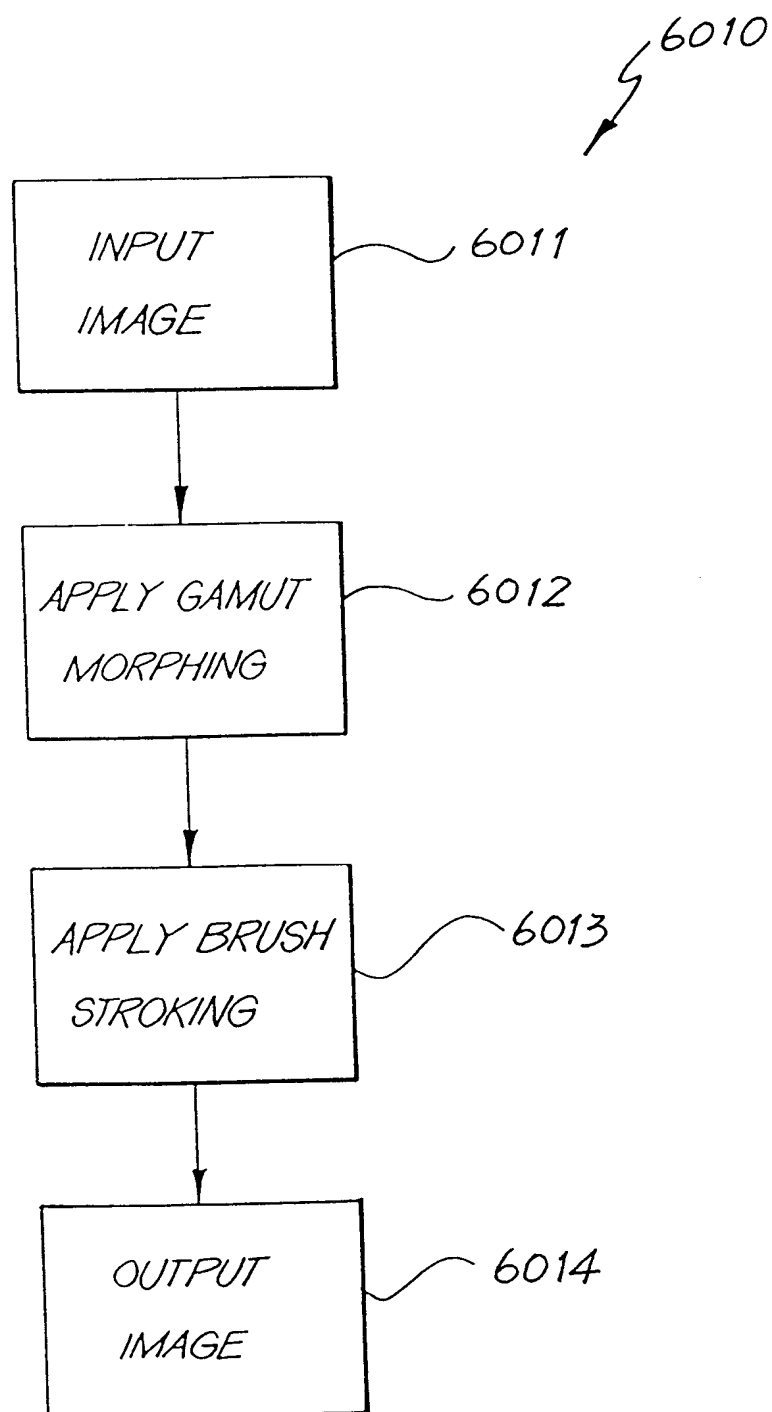 6010
INPUT
IMAGE
6011
APPLY GAMUT
MORPHING
6012
APPLY BRUSH
STROKING
6013
OUTPUT
IMAGE
6014